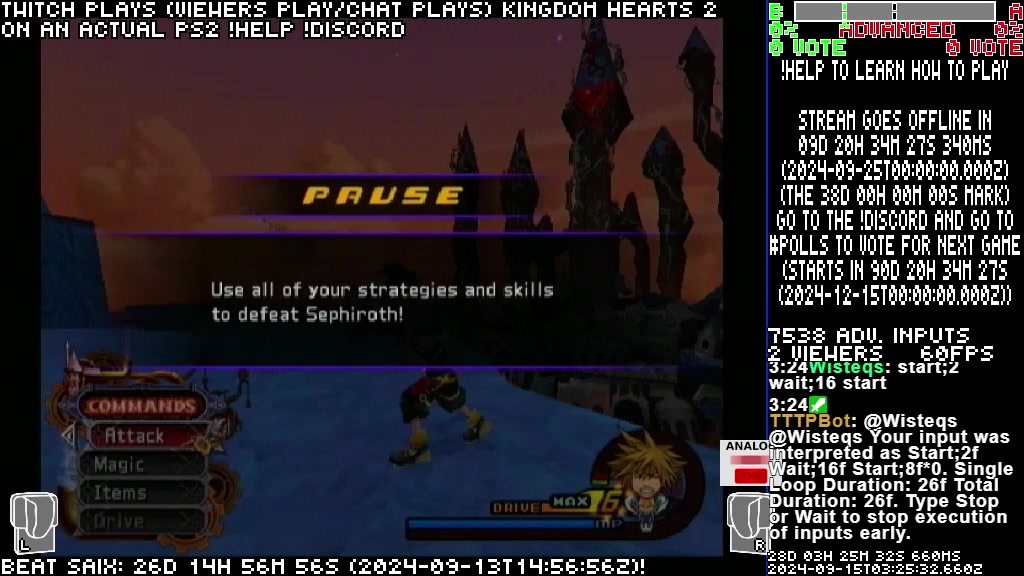 TWITCH PLAYS (VIEWERS PLAY/CHAT PLAYS) KINGDOM HEARTS 2
ON AN ACTUAL PS2 !HELP !DISCORD
PAUSE
Use all of your strategies and skills
to defeat Sephiroth!
COMMANDS
Attack
Magic
Items
Drive
DRIVE MAX 6
MP
L
R
ANALOG
BEAT SAIX: 26D 14H 56M 56S (2024-09-13T14:56:56Z)!
B A
0% ADVANCED 0%
0 VOTE 0 VOTE
!HELP TO LEARN HOW TO PLAY
STREAM GOES OFFLINE IN
09D 20H 34M 27S 340MS
(2024-09-25T00:00:00.000Z)
(THE 38D 00H 00M 00S MARK)
GO TO THE !DISCORD AND GO TO
#POLLS TO VOTE FOR NEXT GAME
(STARTS IN 90D 20H 34M 27S
(2024-12-15T00:00:00.000Z))
7538 ADV. INPUTS
2 VIEWERS 60FPS
3:24 Wisteqs: start;2
wait;16 start
3:24
TTTPBot: @Wisteqs
@Wisteqs Your input was
interpreted as Start;2f
Wait;16f Start;8f*0. Single
Loop Duration: 26f Total
Duration: 26f. Type Stop
or Wait to stop execution
of inputs early.
28D 03H 25M 32S 660MS
2024-09-15T03:25:32.660Z